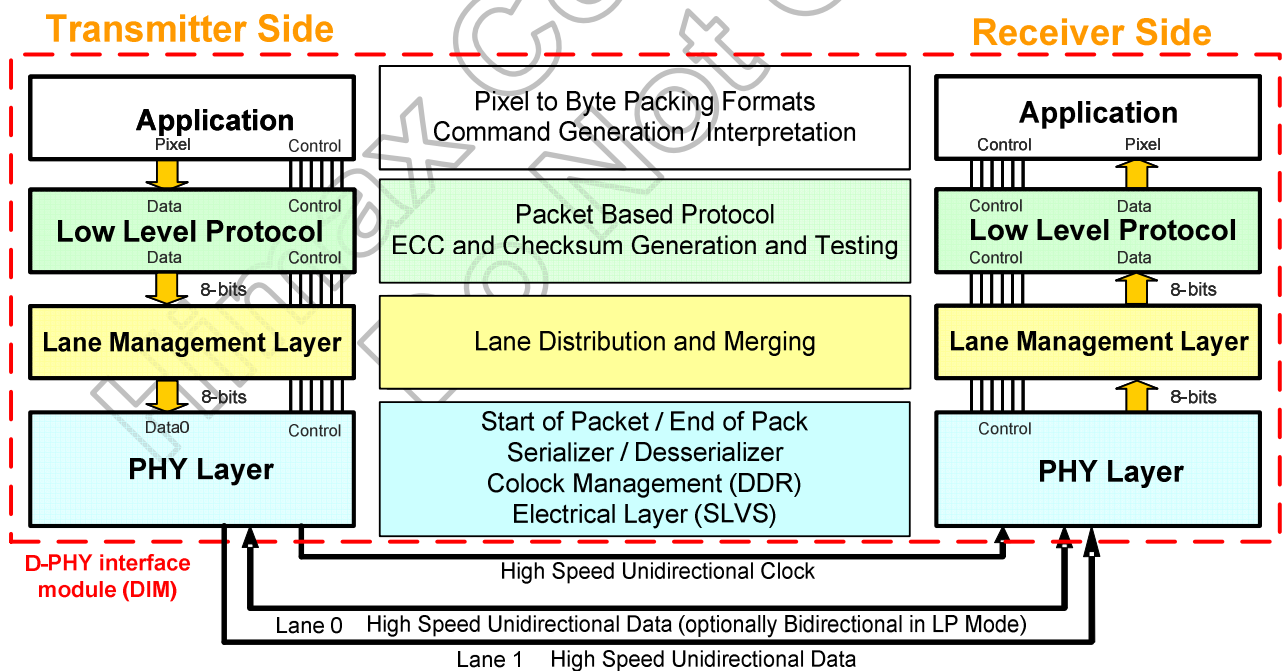 Transmitter Side
Receiver Side
Application
Pixel
Control
Data
Control
Low Level Protocol
Data
Control
8-bits
Lane Management Layer
8-bits
Data0
Control
PHY Layer
Pixel to Byte Packing Formats
Command Generation / Interpretation
Packet Based Protocol
ECC and Checksum Generation and Testing
Lane Distribution and Merging
Start of Packet / End of Pack
Serializer / Desserializer
Colock Management (DDR)
Electrical Layer (SLVS)
Application
Control
Pixel
Control
Data
Low Level Protocol
Control
Data
8-bits
Lane Management Layer
8-bits
Control
PHY Layer
D-PHY interface
module (DIM)
High Speed Unidirectional Clock
Lane 0 High Speed Unidirectional Data (optionally Bidirectional in LP Mode)
Lane 1 High Speed Unidirectional Data
Himax
Do Not